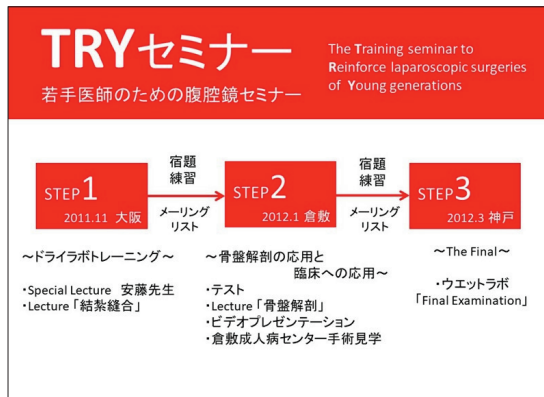 TRYセミナー
若手医師のための腹腔鏡セミナー
The Training seminar to
Reinforce laparoscopic surgeries
of Young generations
STEP1
2011.11 大阪
宿題
練習
メーリング
リスト
STEP2
2012.1 倉敷
宿題
練習
メーリング
リスト
STEP3
2012.3 神戸
～ドライラボトレーニング～
・Special Lecture 安藤先生
・Lecture「結紮縫合」
～骨盤解剖の応用と
臨床への応用～
・テスト
・Lecture「骨盤解剖」
・ビデオプレゼンテーション
・倉敷成人病センター手術見学
～The Final～
・ウエットラボ
「Final Examination」